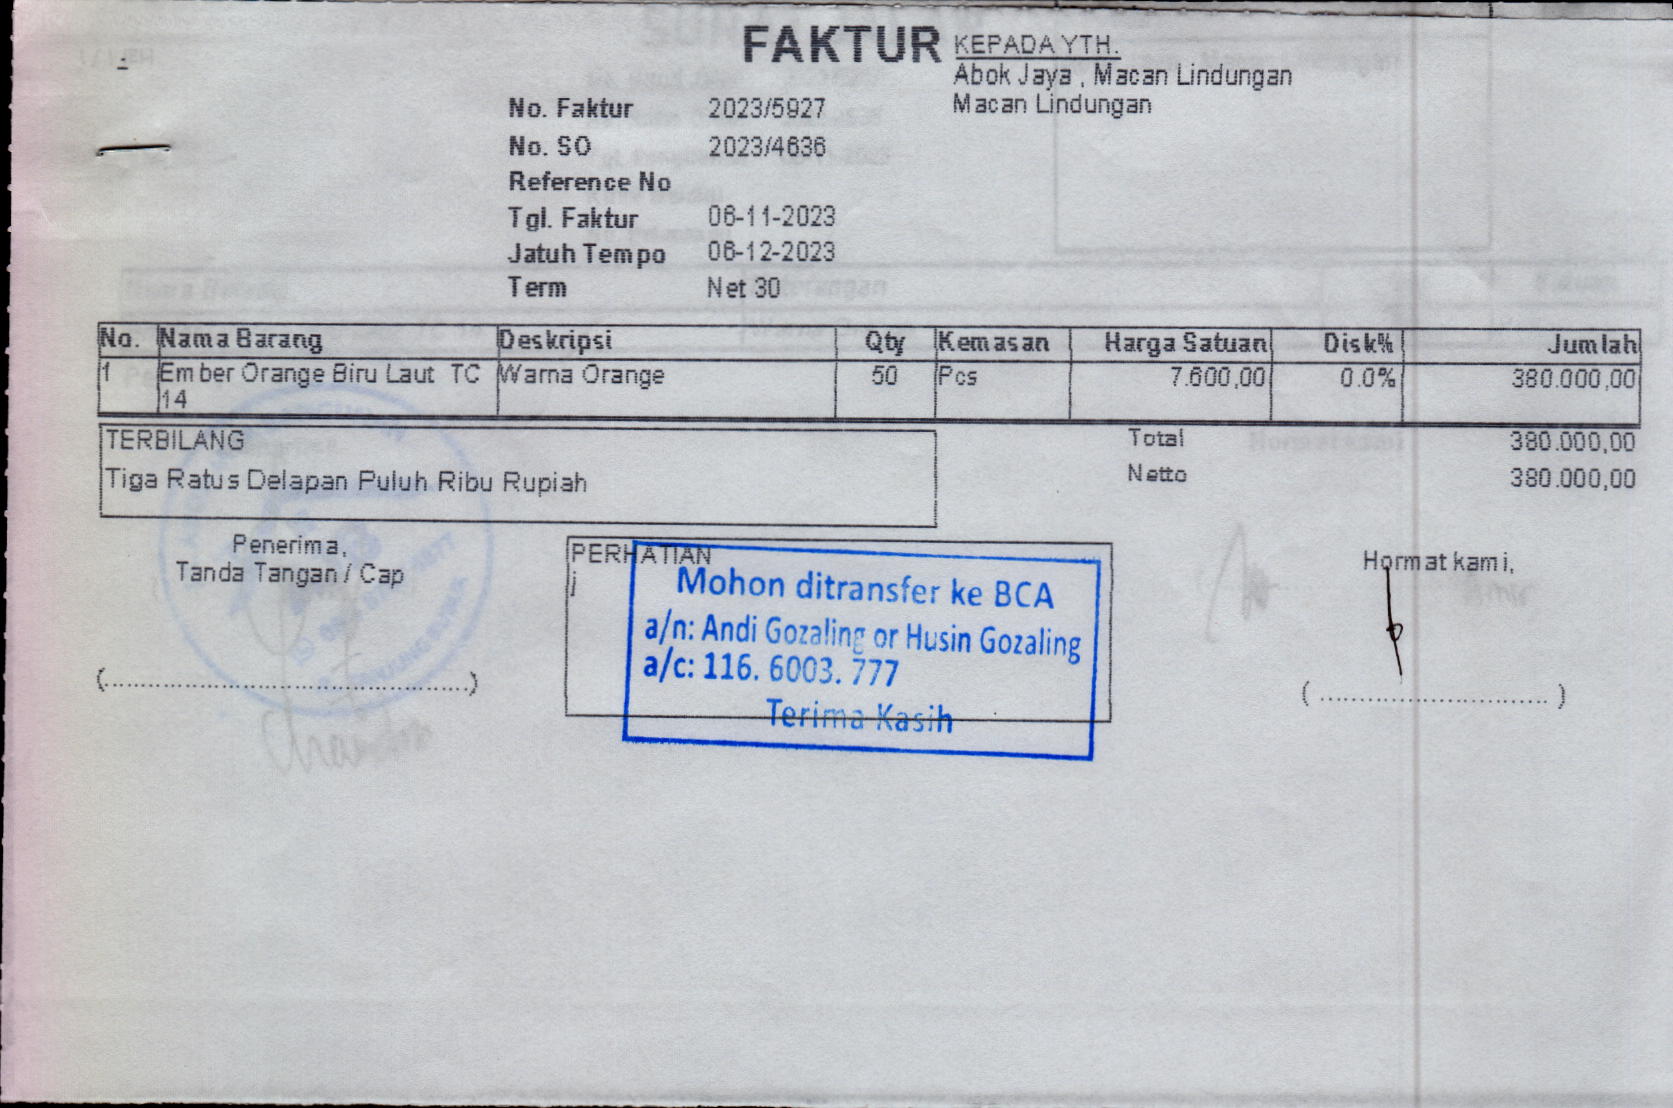 FAKTUR
KEPADA YTH.
Abok Jaya , Macan Lindungan
Macan Lindungan
No. Faktur 2023/5927
No. SO 2023/4636
Reference No
Tgl. Faktur 06-11-2023
Jatuh Tempo 06-12-2023
Term Net 30
No. Nama Barang Deskripsi Qty Kemasan Harga Satuan Disk% Jumlah
1 Ember Orange Biru Laut TC Warna Orange 50 Pcs 7.600,00 0.0% 380.000,00
14
TERBILANG
Tiga Ratus Delapan Puluh Ribu Rupiah
Total 380.000,00
Netto 380.000,00
Penerima,
Tanda Tangan / Cap
(..........................................)
PERHATIAN
j
Mohon ditransfer ke BCA
a/n: Andi Gozaling or Husin Gozaling
a/c: 116. 6003. 777
Terima Kasih
Hormat kami,
( ............................ )